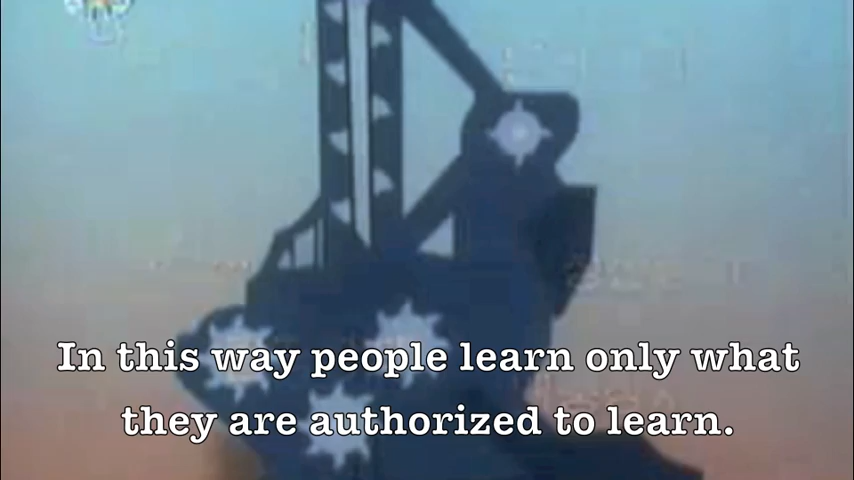 In this way people learn only what
they are authorized to learn.